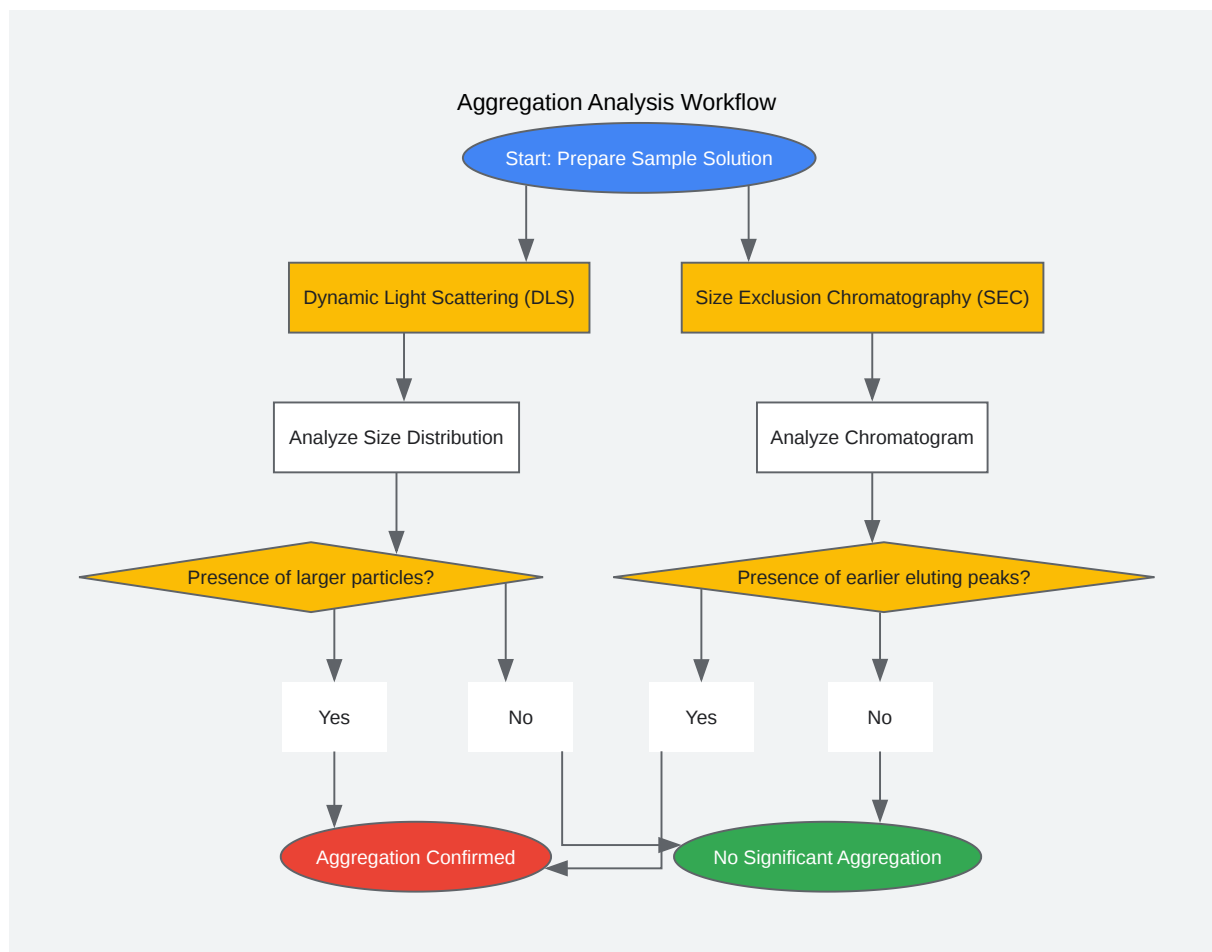 Aggregation Analysis Workflow
Start: Prepare Sample Solution
Dynamic Light Scattering (DLS)
Size Exclusion Chromatography (SEC)
Analyze Size Distribution
Analyze Chromatogram
Presence of larger particles?
Presence of earlier eluting peaks?
Yes
No
Yes
No
Aggregation Confirmed
No Significant Aggregation